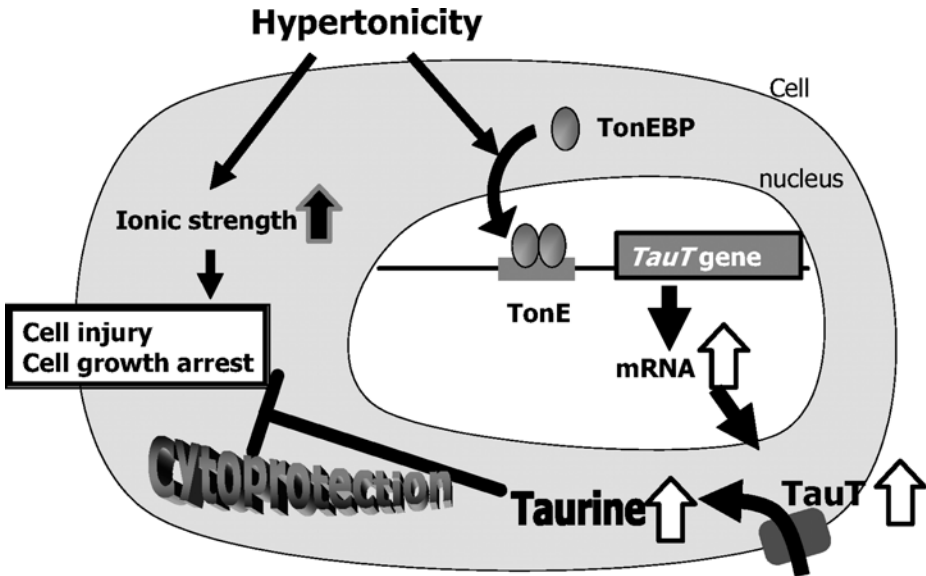 Hypertonicity
Cell
TonEBP
nucleus
Ionic strength
TauT gene
TonE
Cell injury
Cell growth arrest
mRNA
Cytoprotection
Taurine
TauT